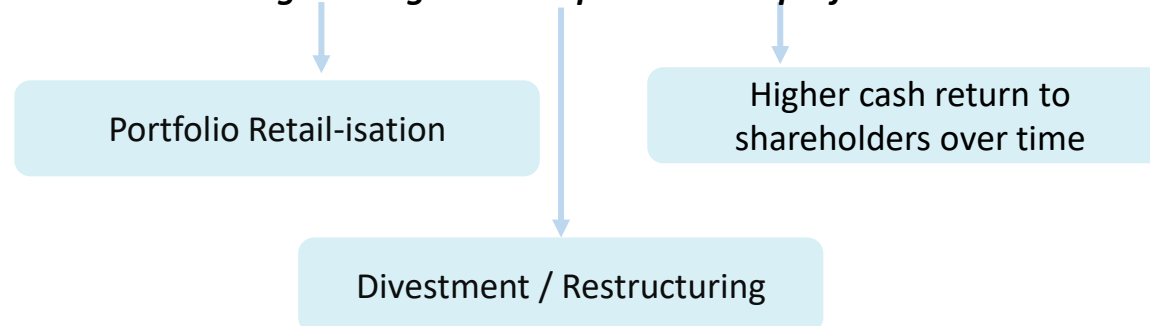 Portfolio Retail-isation
Higher cash return to
shareholders over time
Divestment / Restructuring